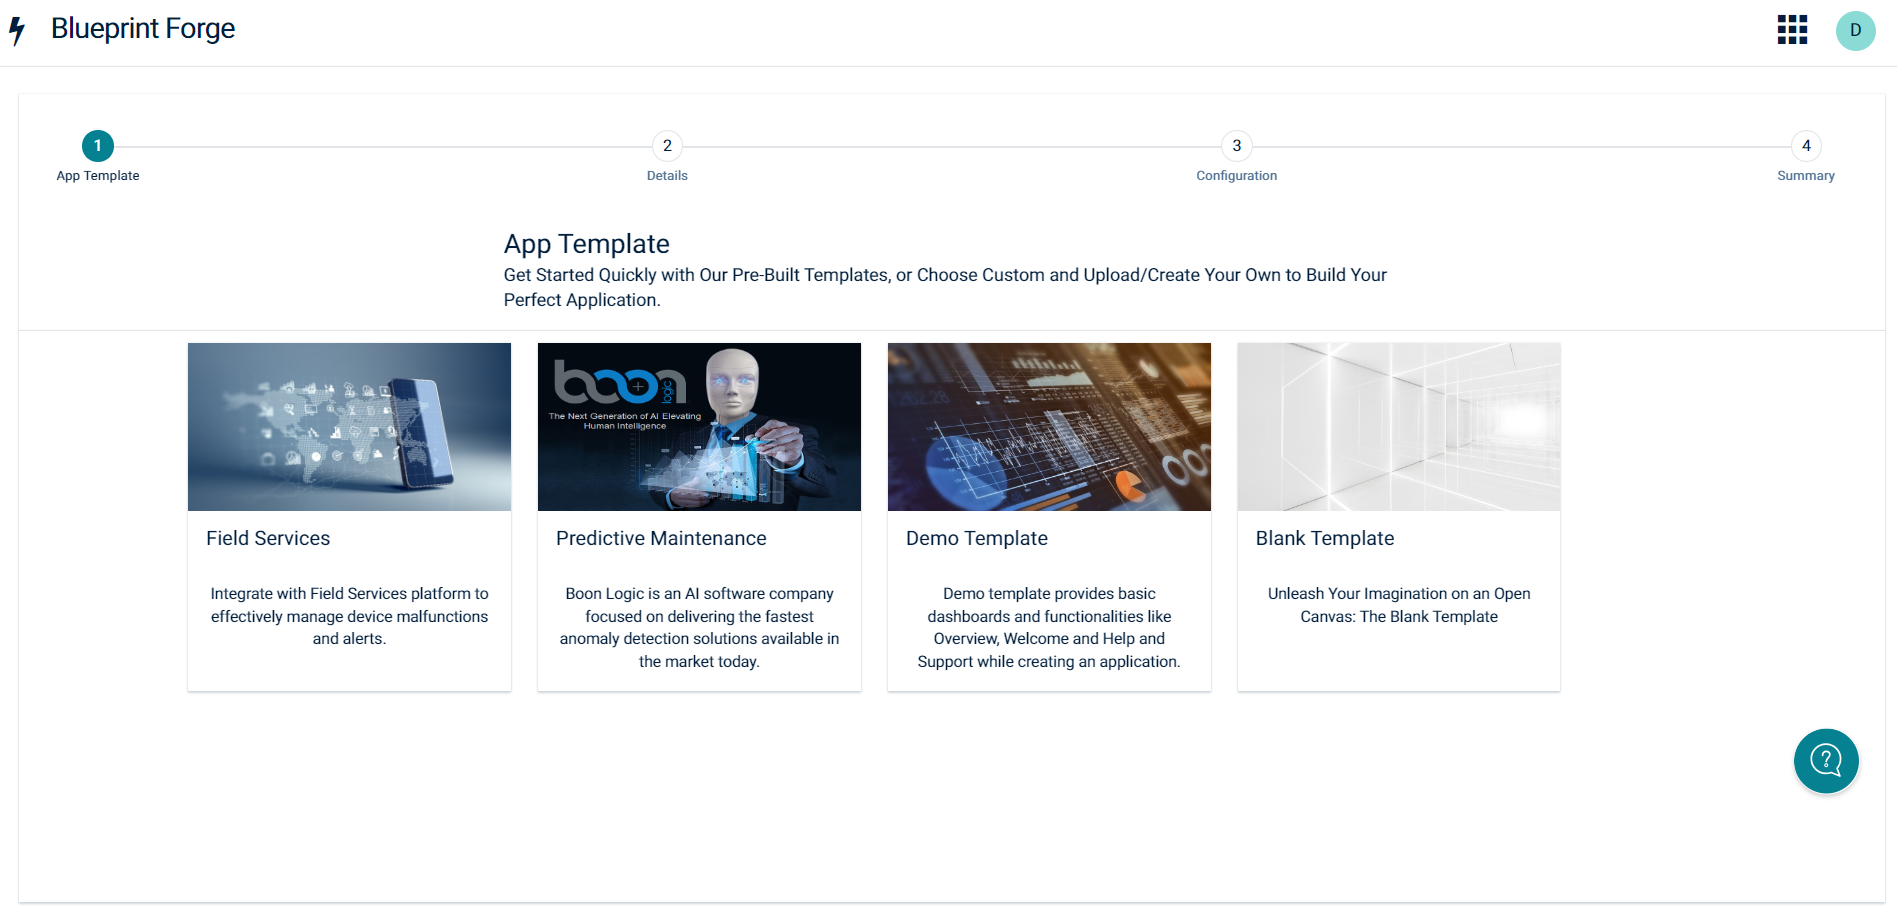 Blueprint Forge
D
1
2
3
4
App Template
Details
Configuration
Summary
App Template
Get Started Quickly with Our Pre-Built Templates, or Choose Custom and Upload/Create Your Own to Build Your
Perfect Application.
boon logic
The Next Generation of AI Elevating
Human Intelligence
Field Services
Integrate with Field Services platform to
effectively manage device malfunctions
and alerts.
Predictive Maintenance
Boon Logic is an AI software company
focused on delivering the fastest
anomaly detection solutions available in
the market today.
Demo Template
Demo template provides basic
dashboards and functionalities like
Overview, Welcome and Help and
Support while creating an application.
Blank Template
Unleash Your Imagination on an Open
Canvas: The Blank Template
?